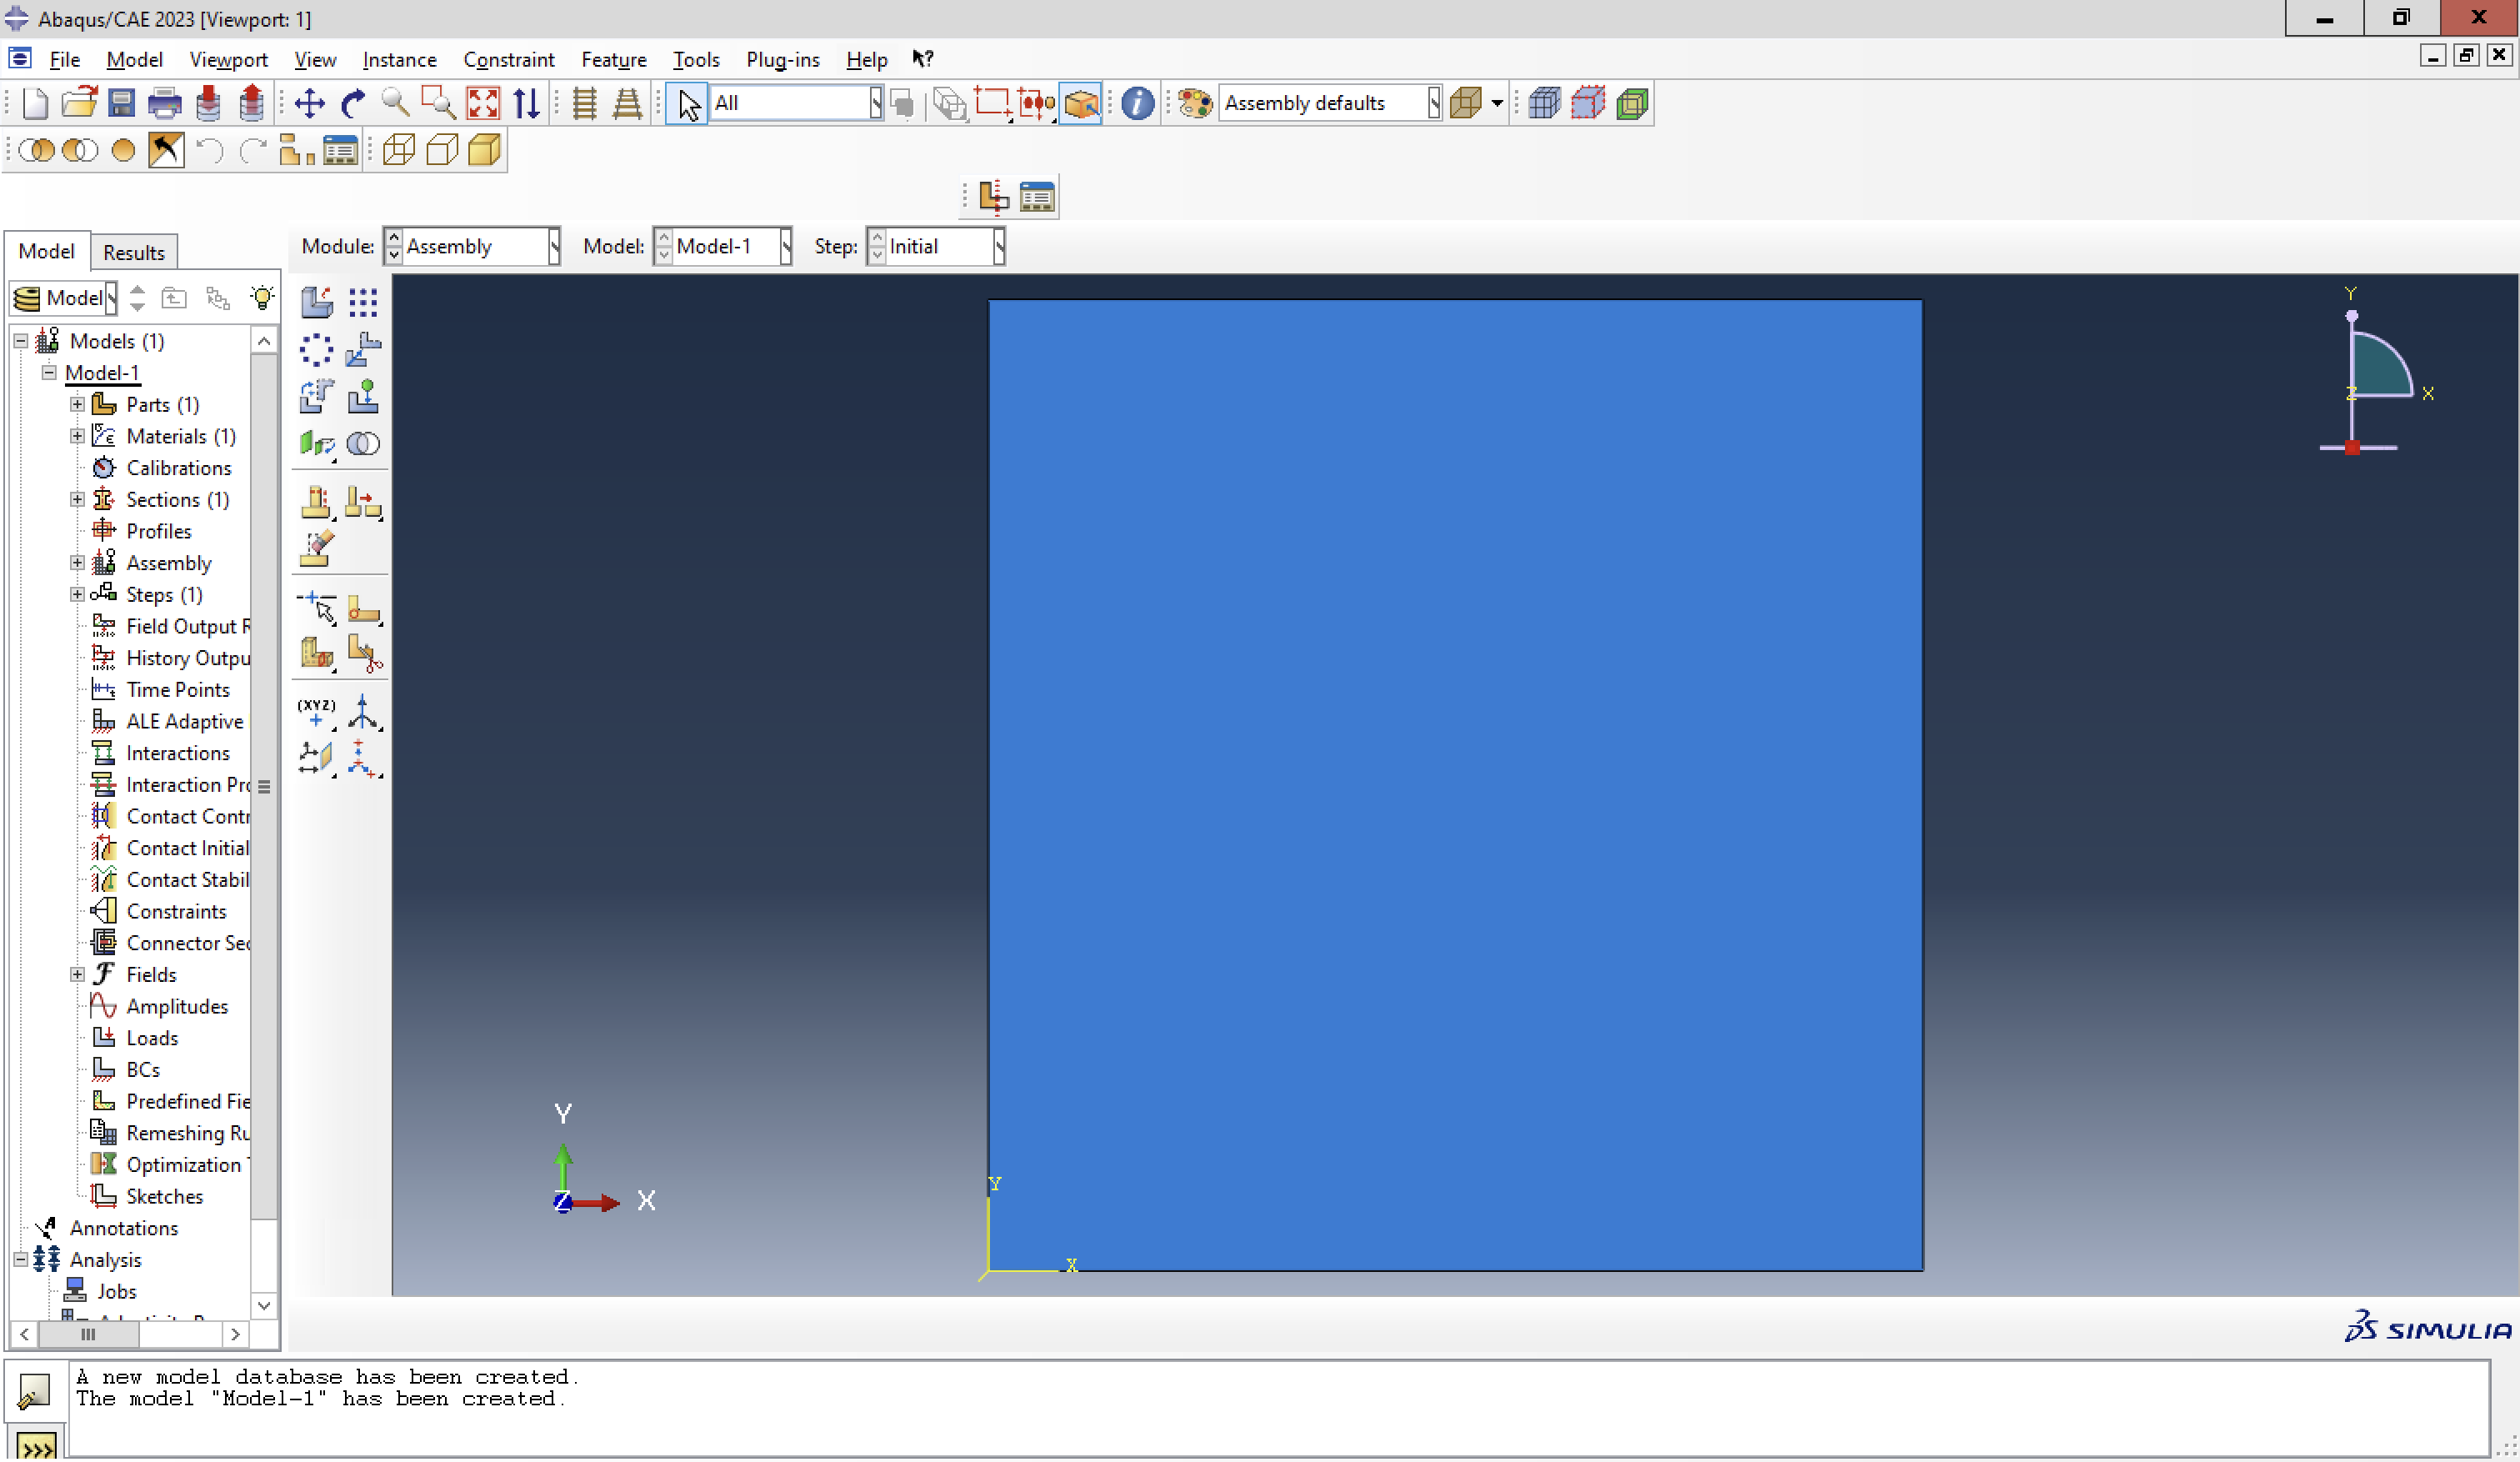 Abaqus/CAE 2023 [Viewport: 1]
File Model Viewport View Instance Constraint Feature Tools Plug-ins Help
All
Assembly defaults
Model Results
Module: Assembly Model: Model-1 Step: Initial
Model
(XYZ)
Models (1)
Model-1
Parts (1)
Materials (1)
Calibrations
Sections (1)
Profiles
Assembly
Steps (1)
Field Output R
History Outpu
Time Points
ALE Adaptive
Interactions
Interaction Pro
Contact Contr
Contact Initial
Contact Stabil
Constraints
Connector Sec
Fields
Amplitudes
Loads
BCs
Predefined Fie
Remeshing Ru
Optimization
Sketches
Annotations
Analysis
Jobs
Y
Z X
Y
Z X
Y
X
SIMULIA
A new model database has been created.
The model "Model-1" has been created.
>>>